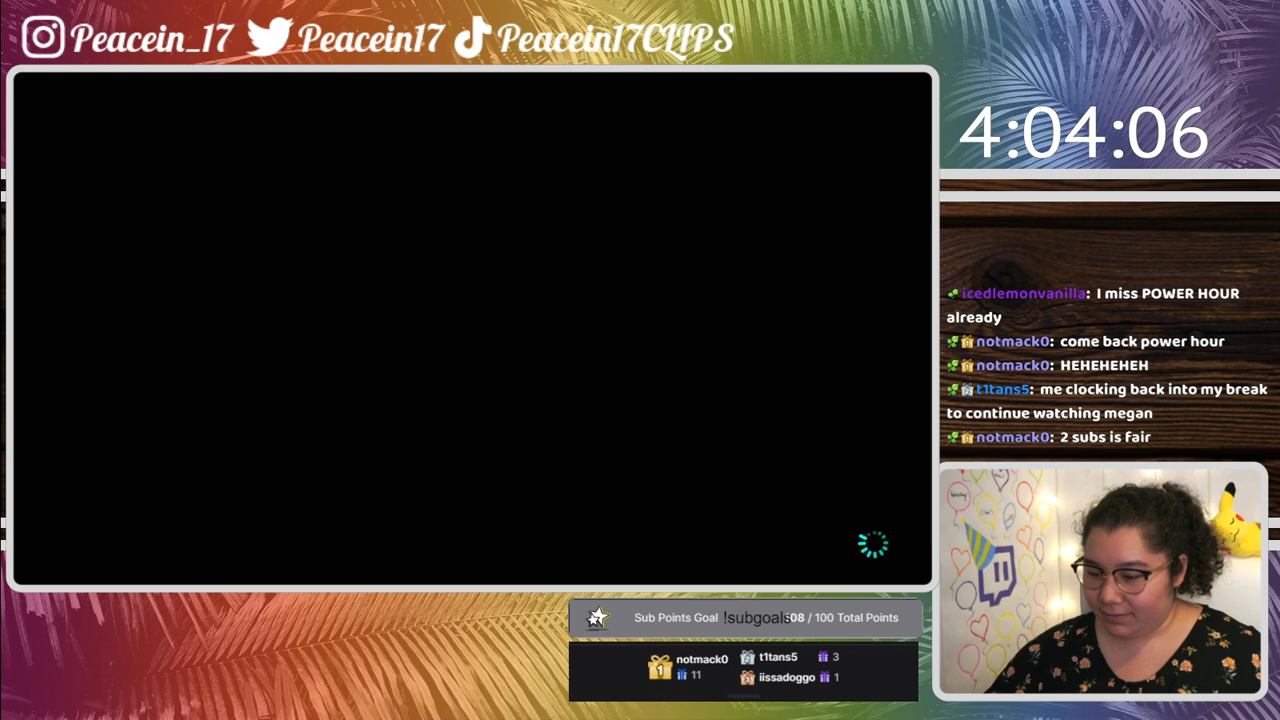 Peacein_17 Peacein17 Peacein17CLIPS
4:04:06
icedlemonvanilla: I miss POWER HOUR
already
notmack0: come back power hour
notmack0: HEHEHEHEH
t1tans5: me clocking back into my break
to continue watching megan
notmack0: 2 subs is fair
Sub Points Goal !subgoals 08 / 100 Total Points
notmack0 11
t1tans5 3
iissadoggo 1